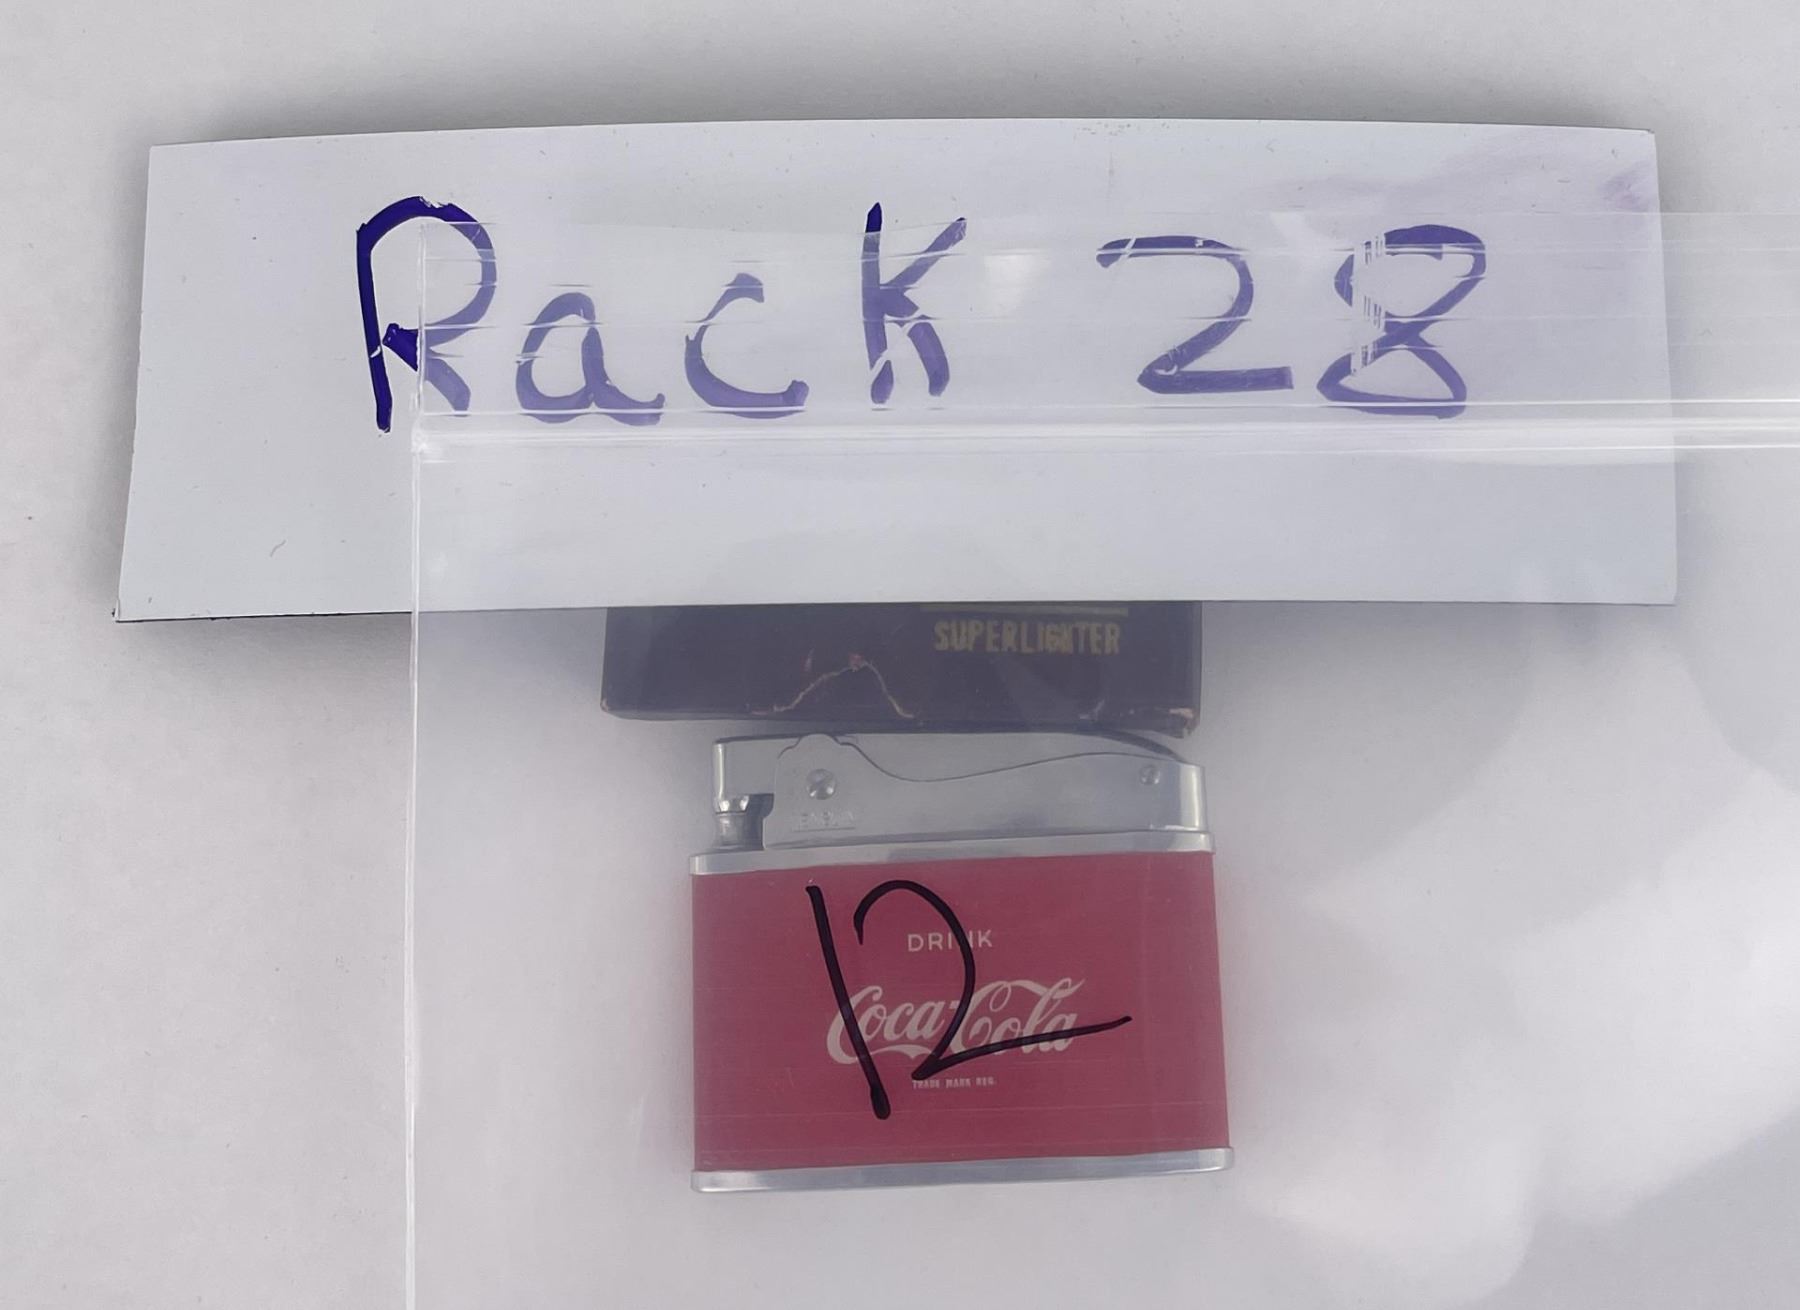 Rack 28
SUPERLIGHTER
DRINK
Coca-Cola
TRADE MARK REG.
12